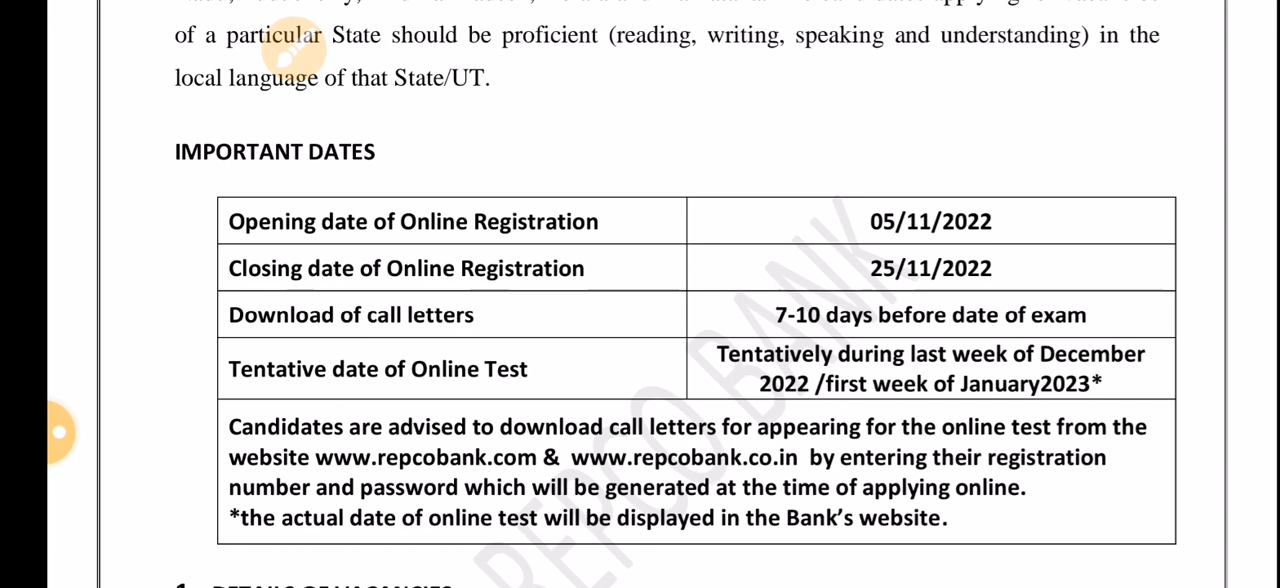 of a particular State should be proficient (reading, writing, speaking and understanding) in the
local language of that State/UT.
IMPORTANT DATES
Opening date of Online Registration 05/11/2022
Closing date of Online Registration 25/11/2022
Download of call letters 7-10 days before date of exam
Tentative date of Online Test Tentatively during last week of December
2022 /first week of January2023*
Candidates are advised to download call letters for appearing for the online test from the
website www.repcobank.com & www.repcobank.co.in by entering their registration
number and password which will be generated at the time of applying online.
*the actual date of online test will be displayed in the Bank's website.
REPCO BANK
1. DETAILS OF VACANCIES